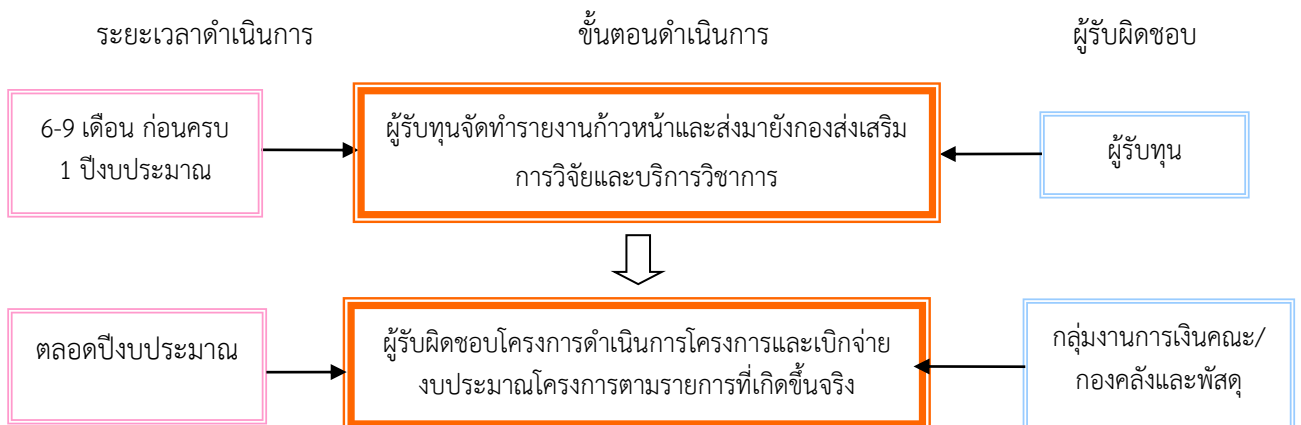 ระยะเวลาดำเนินการ
ขั้นตอนดำเนินการ
ผู้รับผิดชอบ
6-9 เดือน ก่อนครบ
1 ปีงบประมาณ
ผู้รับทุนจัดทำรายงานก้าวหน้าและส่งมายังกองส่งเสริม
การวิจัยและบริการวิชาการ
ผู้รับทุน
ตลอดปีงบประมาณ
ผู้รับผิดชอบโครงการดำเนินการโครงการและเบิกจ่าย
งบประมาณโครงการตามรายการที่เกิดขึ้นจริง
กลุ่มงานการเงินคณะ/
กองคลังและพัสดุ